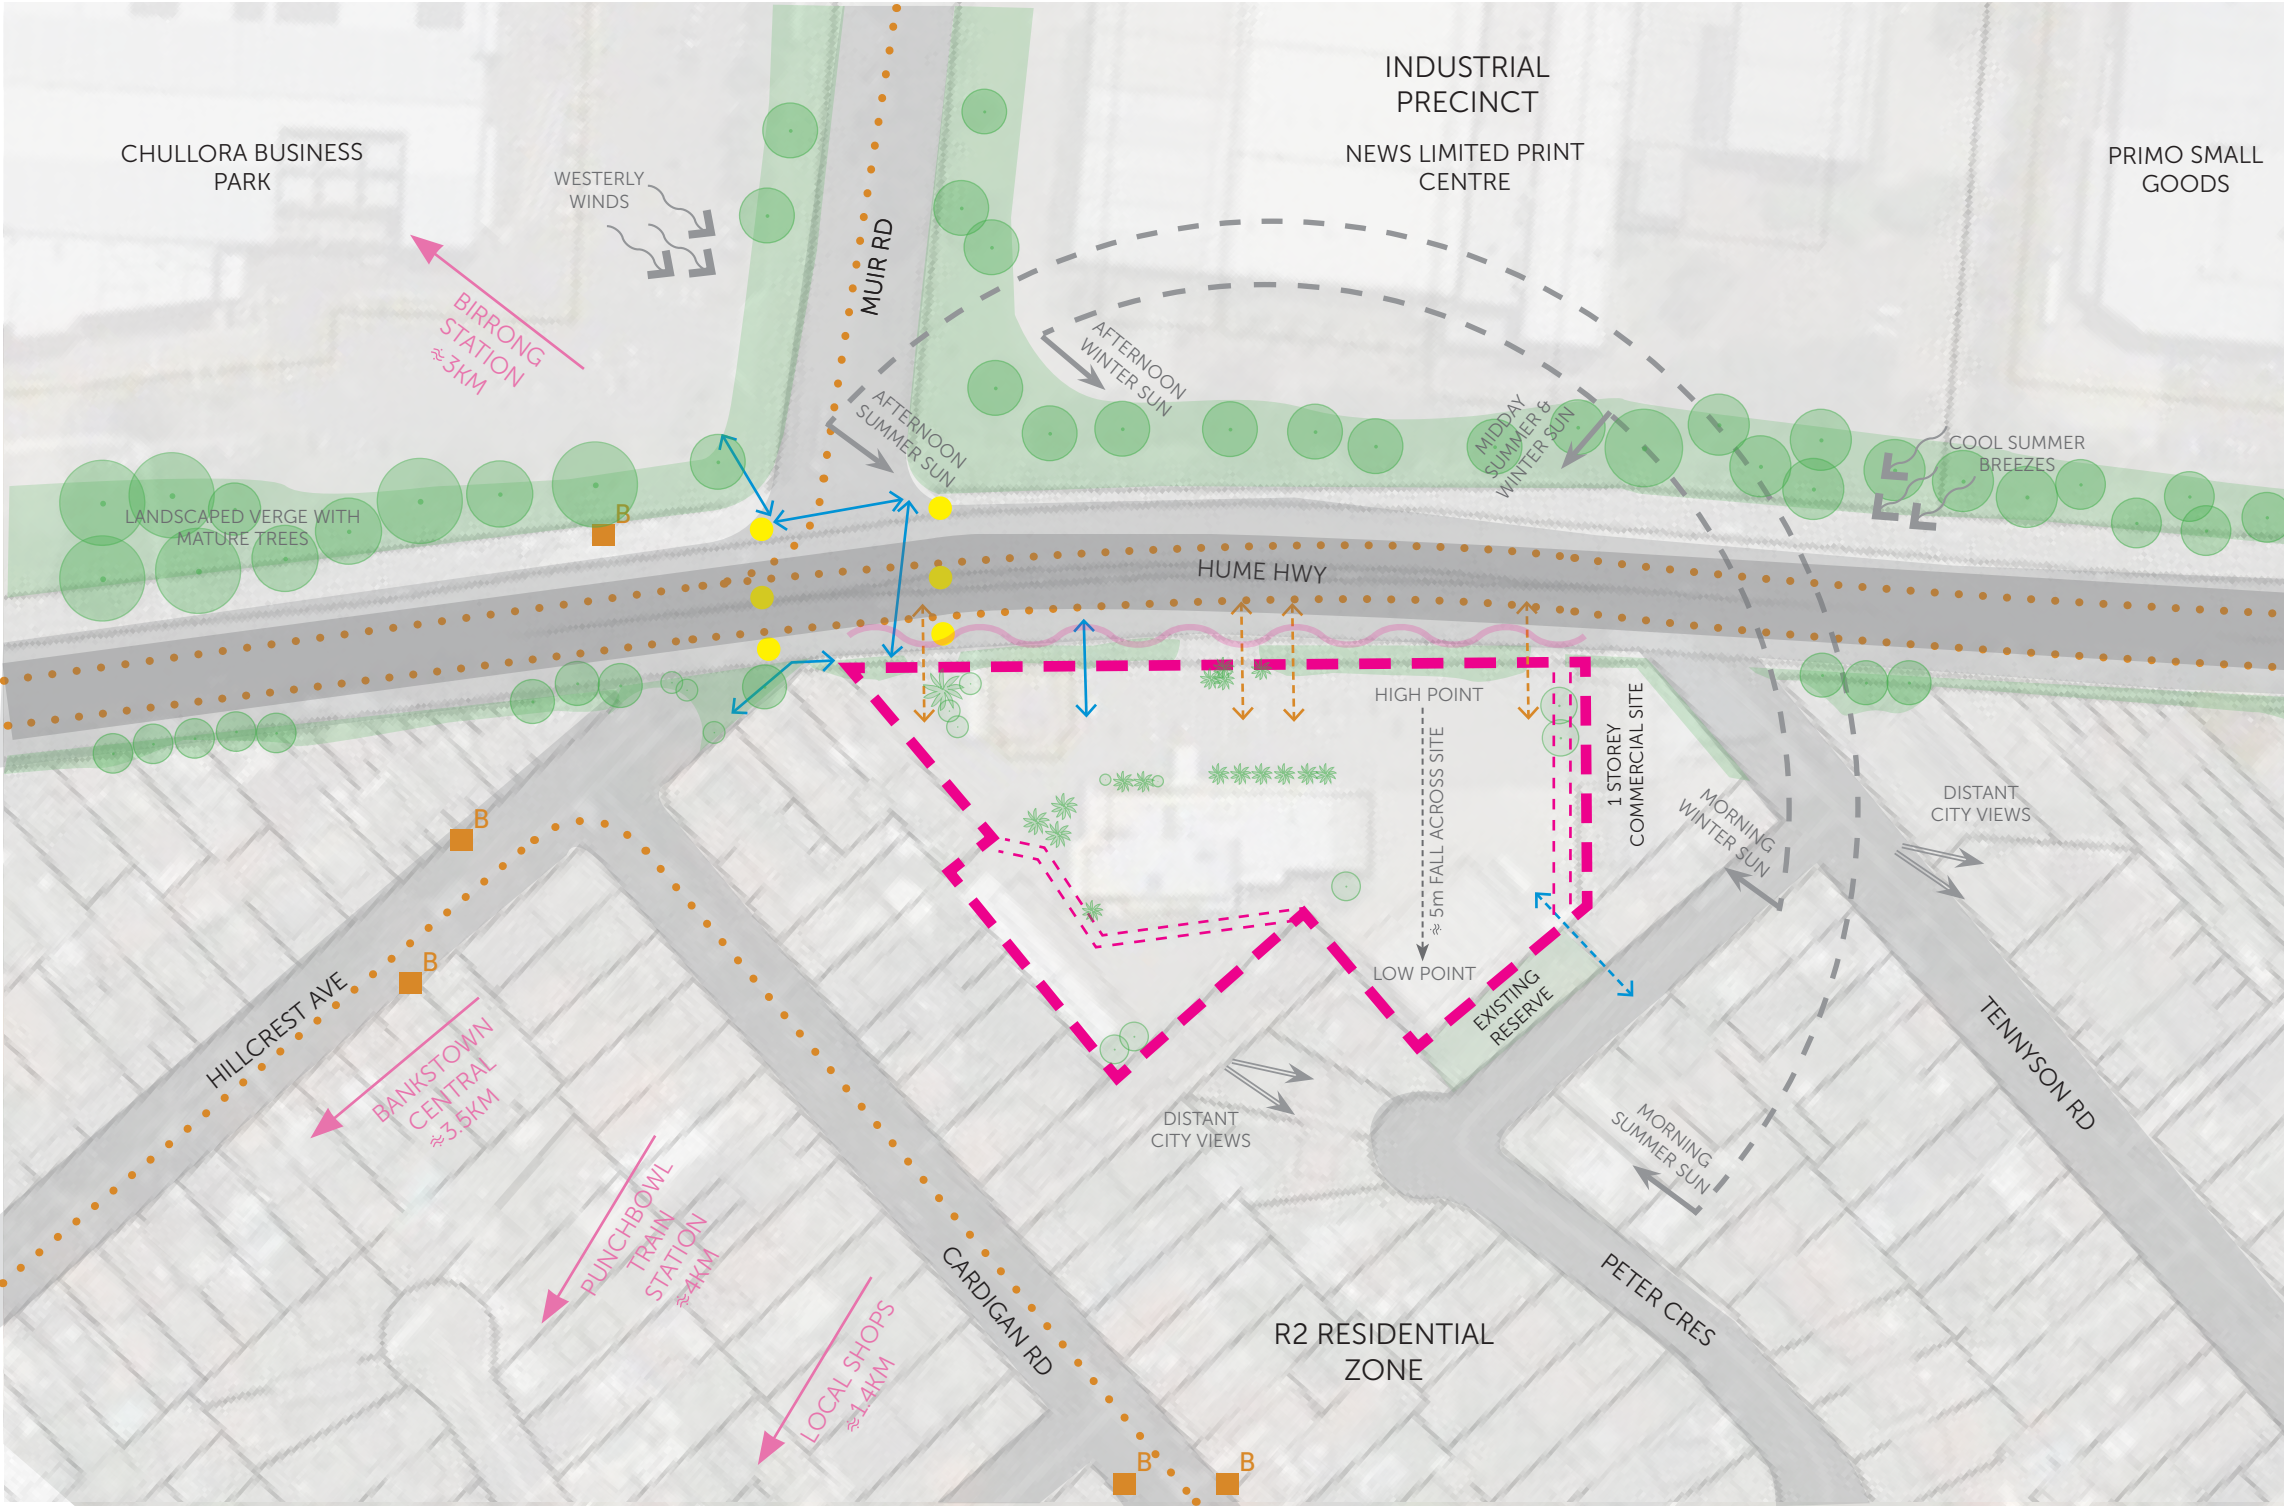 INDUSTRIAL
PRECINCT
CHULLORA BUSINESS
PARK
NEWS LIMITED PRINT
CENTRE
PRIMO SMALL
GOODS
WESTERLY
WINDS
MUIR RD
BIRRONG
STATION
≈3KM
AFTERNOON
WINTER SUN
AFTERNOON
SUMMER SUN
MIDDAY
SUMMER &
WINTER SUN
COOL SUMMER
BREEZES
LANDSCAPED VERGE WITH
MATURE TREES
B
HUME HWY
HIGH POINT
≈ 5m FALL ACROSS SITE
LOW POINT
1 STOREY
COMMERCIAL SITE
MORNING
WINTER SUN
DISTANT
CITY VIEWS
B
B
HILLCREST AVE
BANKSTOWN
CENTRAL
≈3.5KM
EXISTING
RESERVE
TENNYSON RD
DISTANT
CITY VIEWS
MORNING
SUMMER SUN
PUNCHBOWL
TRAIN
STATION
≈4KM
CARDIGAN RD
LOCAL SHOPS
≈1.4KM
PETER CRES
R2 RESIDENTIAL
ZONE
B
B